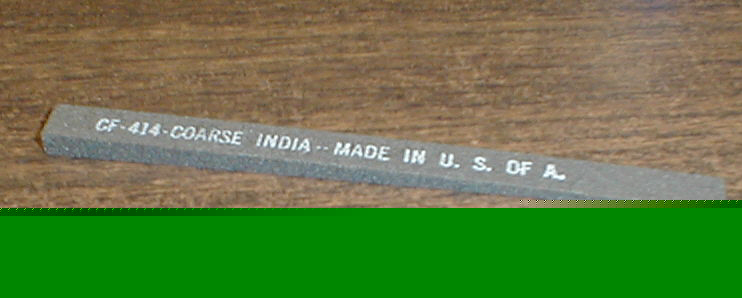 CF-414-COARSE INDIA--MADE IN U. S. OF A.